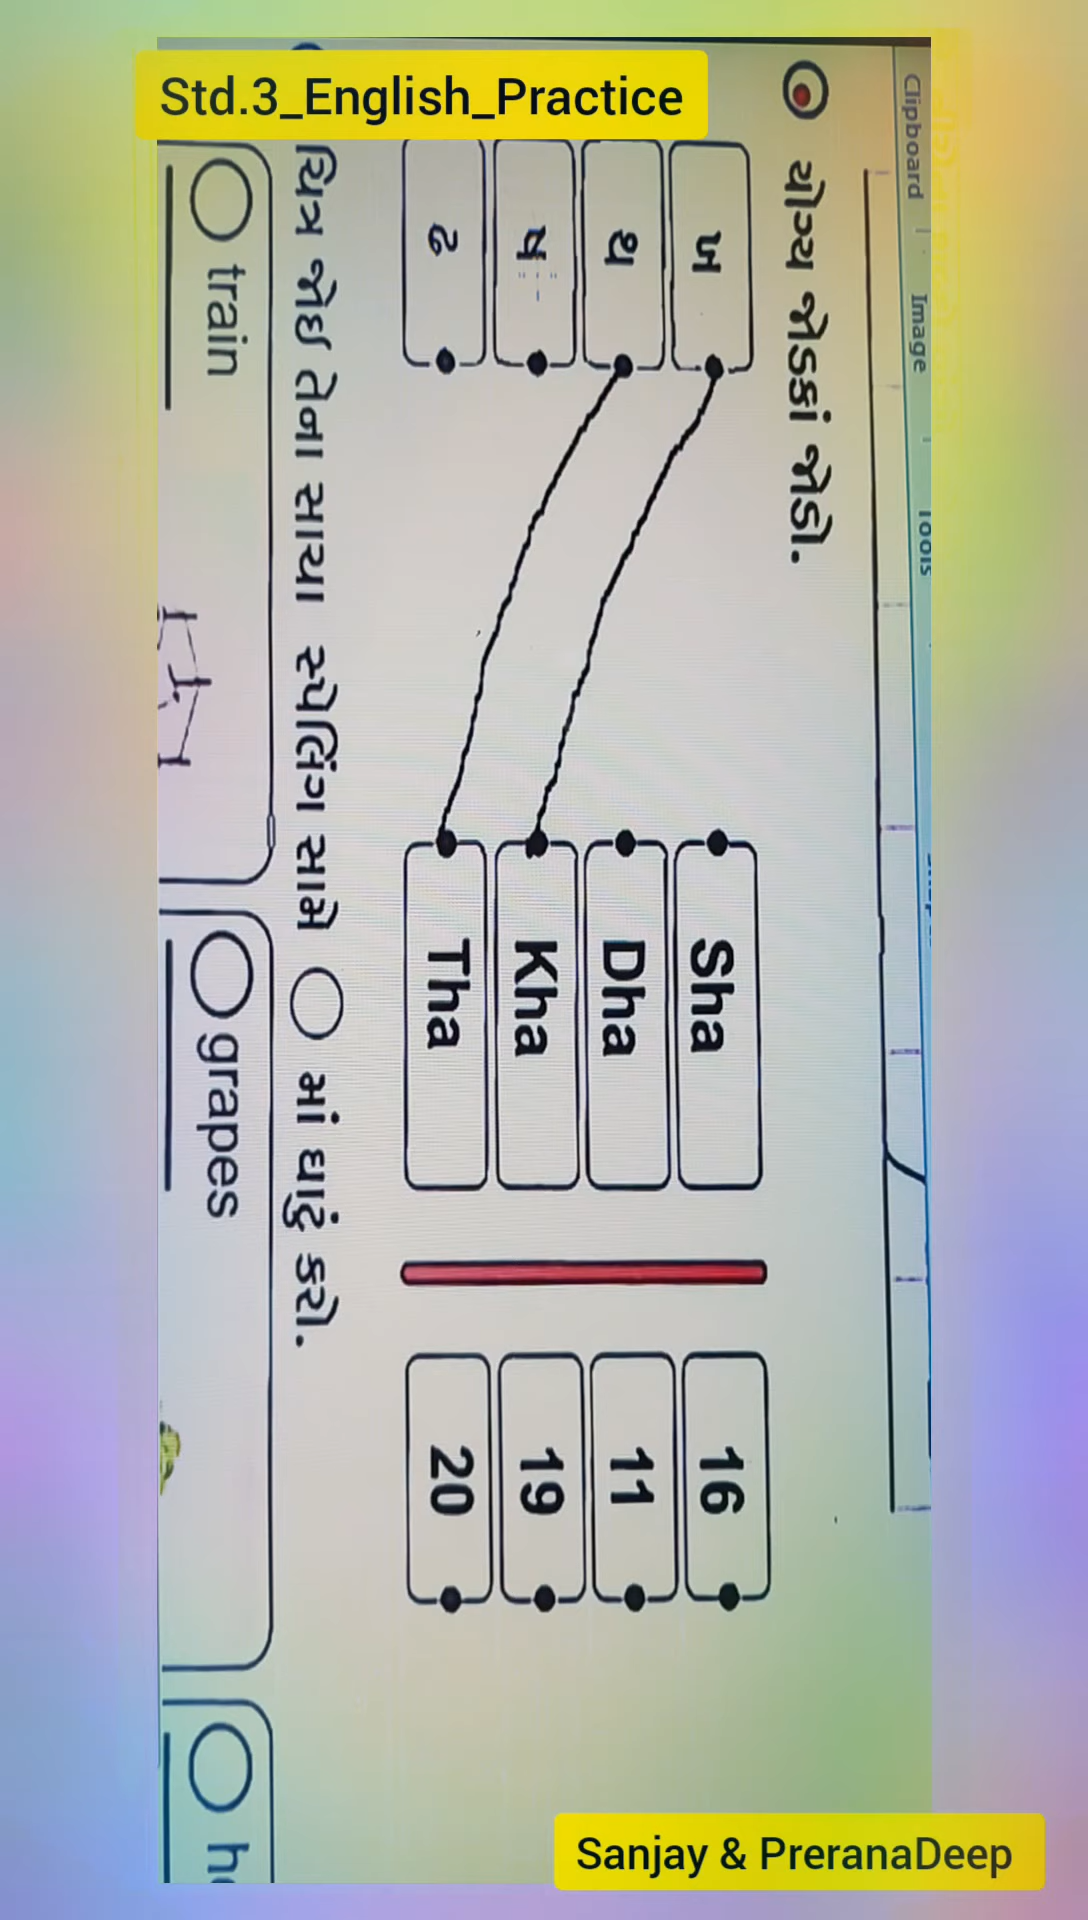 Std.3_English_Practice
Clipboard
Image
Tools
યોગ્ય જોડકાં જોડો.
ખ Sha 16
થ Dha 11
ષ Kha 19
ઢ Tha 20
ચિત્ર જોઇ તેના સાચા સ્પેલિંગ સામે ○ માં ઘાટું કરો.
train grapes
Sanjay & PreranaDeep